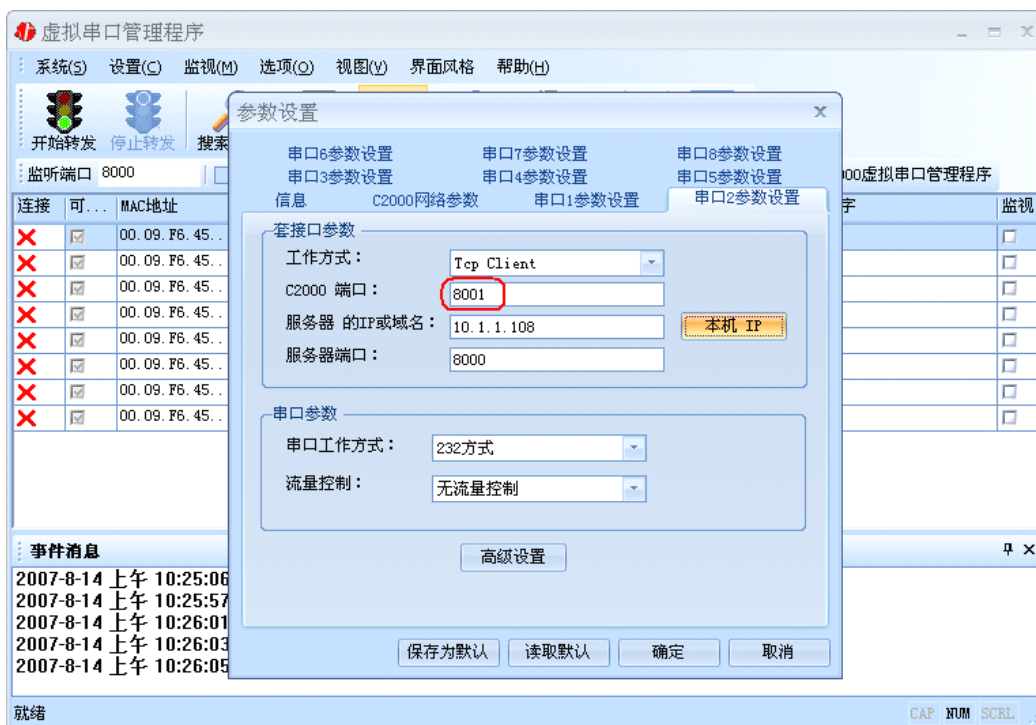 虚拟串口管理程序
系统(S) 设置(C) 监视(M) 选项(O) 视图(V) 界面风格 帮助(H)
开始转发 停止转发 搜索
监听端口 8000
虚拟串口管理程序
连接 可... MAC地址 字 监视
00.09.F6.45..
00.09.F6.45..
00.09.F6.45..
00.09.F6.45..
00.09.F6.45..
00.09.F6.45..
00.09.F6.45..
00.09.F6.45..
参数设置
串口6参数设置 串口7参数设置 串口8参数设置
串口3参数设置 串口4参数设置 串口5参数设置
信息 C2000网络参数 串口1参数设置 串口2参数设置
套接口参数
工作方式： Tcp Client
C2000 端口： 8001
服务器 的IP或域名： 10.1.1.108 本机 IP
服务器端口： 8000
串口参数
串口工作方式： 232方式
流量控制： 无流量控制
高级设置
保存为默认 读取默认 确定 取消
事件消息
2007-8-14 上午 10:25:06
2007-8-14 上午 10:25:57
2007-8-14 上午 10:26:01
2007-8-14 上午 10:26:03
2007-8-14 上午 10:26:05
就绪 CAP NUM SCRL